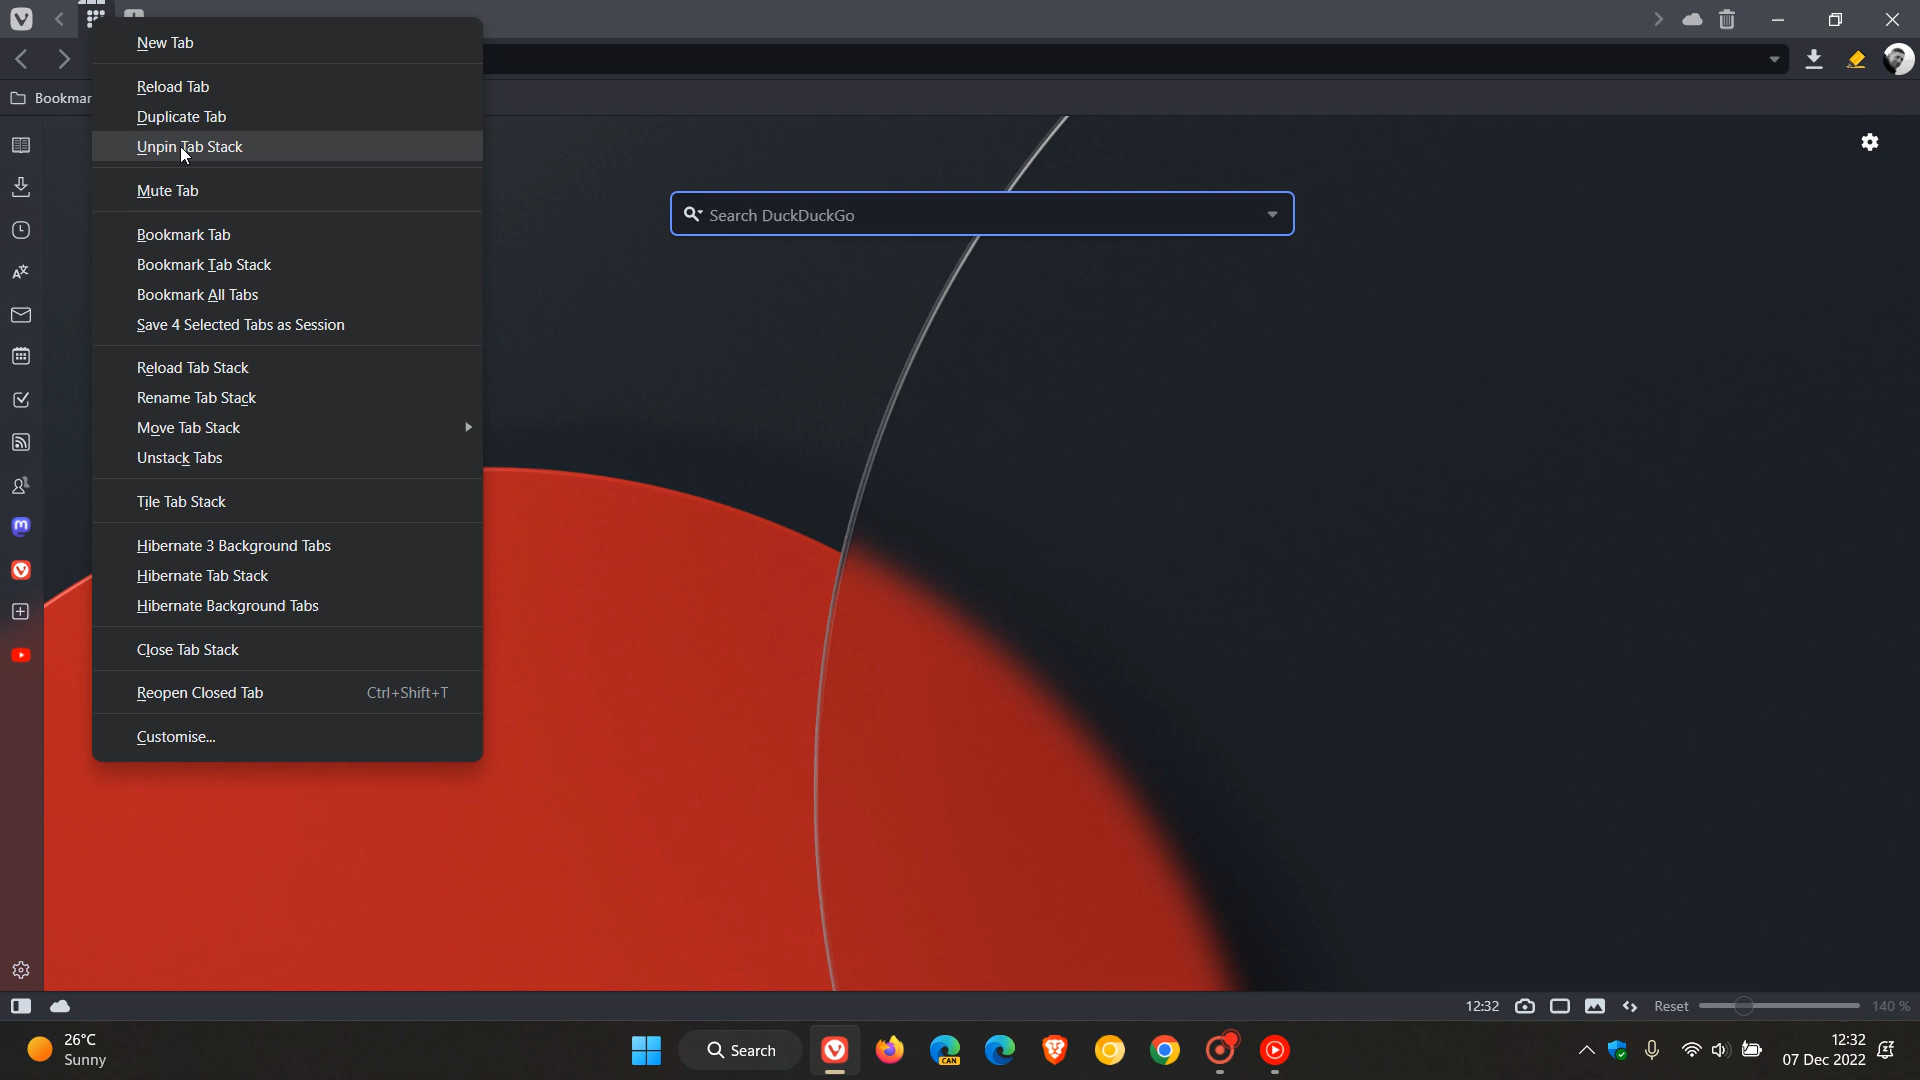 New Tab
Reload Tab
Duplicate Tab
Unpin Tab Stack
Mute Tab
Bookmark Tab
Bookmark Tab Stack
Bookmark All Tabs
Save 4 Selected Tabs as Session
Reload Tab Stack
Rename Tab Stack
Move Tab Stack
Unstack Tabs
Tile Tab Stack
Hibernate 3 Background Tabs
Hibernate Tab Stack
Hibernate Background Tabs
Close Tab Stack
Reopen Closed Tab Ctrl+Shift+T
Customise...
Bookmar
Search DuckDuckGo
12:32 Reset 140 %
26°C
Sunny
Search
CAN
12:32
07 Dec 2022